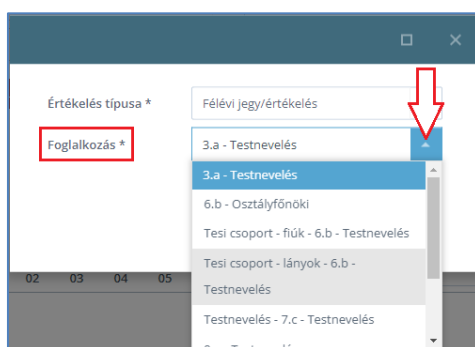 Értékelés típusa *
Félévi jegy/értékelés
Foglalkozás *
3.a - Testnevelés
3.a - Testnevelés
6.b - Osztályfőnöki
Tesi csoport - fiúk - 6.b - Testnevelés
Tesi csoport - lányok - 6.b -
Testnevelés
02 03 04 05
Testnevelés - 7.c - Testnevelés